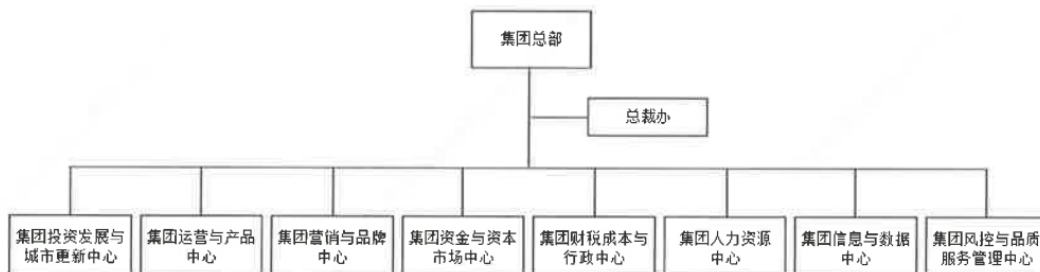 集团总部
总裁办
集团投资发展与
城市更新中心
集团运营与产品
中心
集团营销与品牌
中心
集团资金与资本
市场中心
集团财税成本与
行政中心
集团人力资源
中心
集团信息与数据
中心
集团风控与品质
服务管理中心